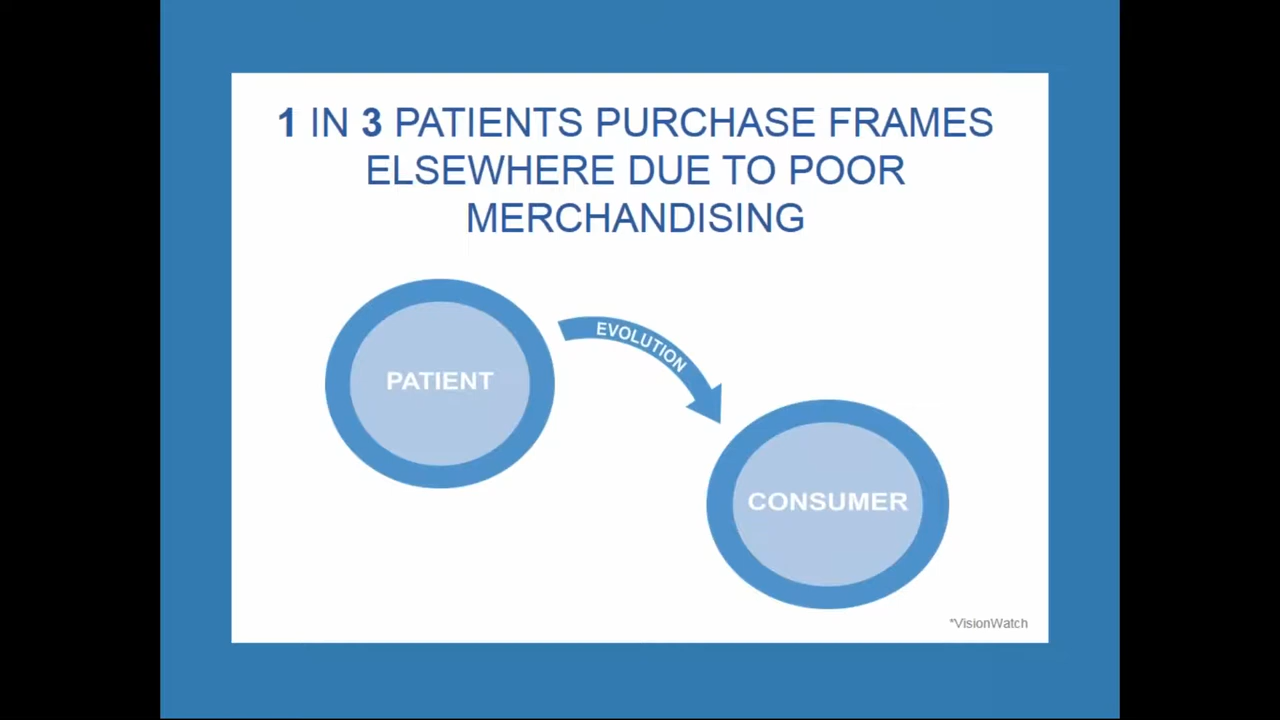 1 IN 3 PATIENTS PURCHASE FRAMES
ELSEWHERE DUE TO POOR
MERCHANDISING
PATIENT
EVOLUTION
CONSUMER
*VisionWatch